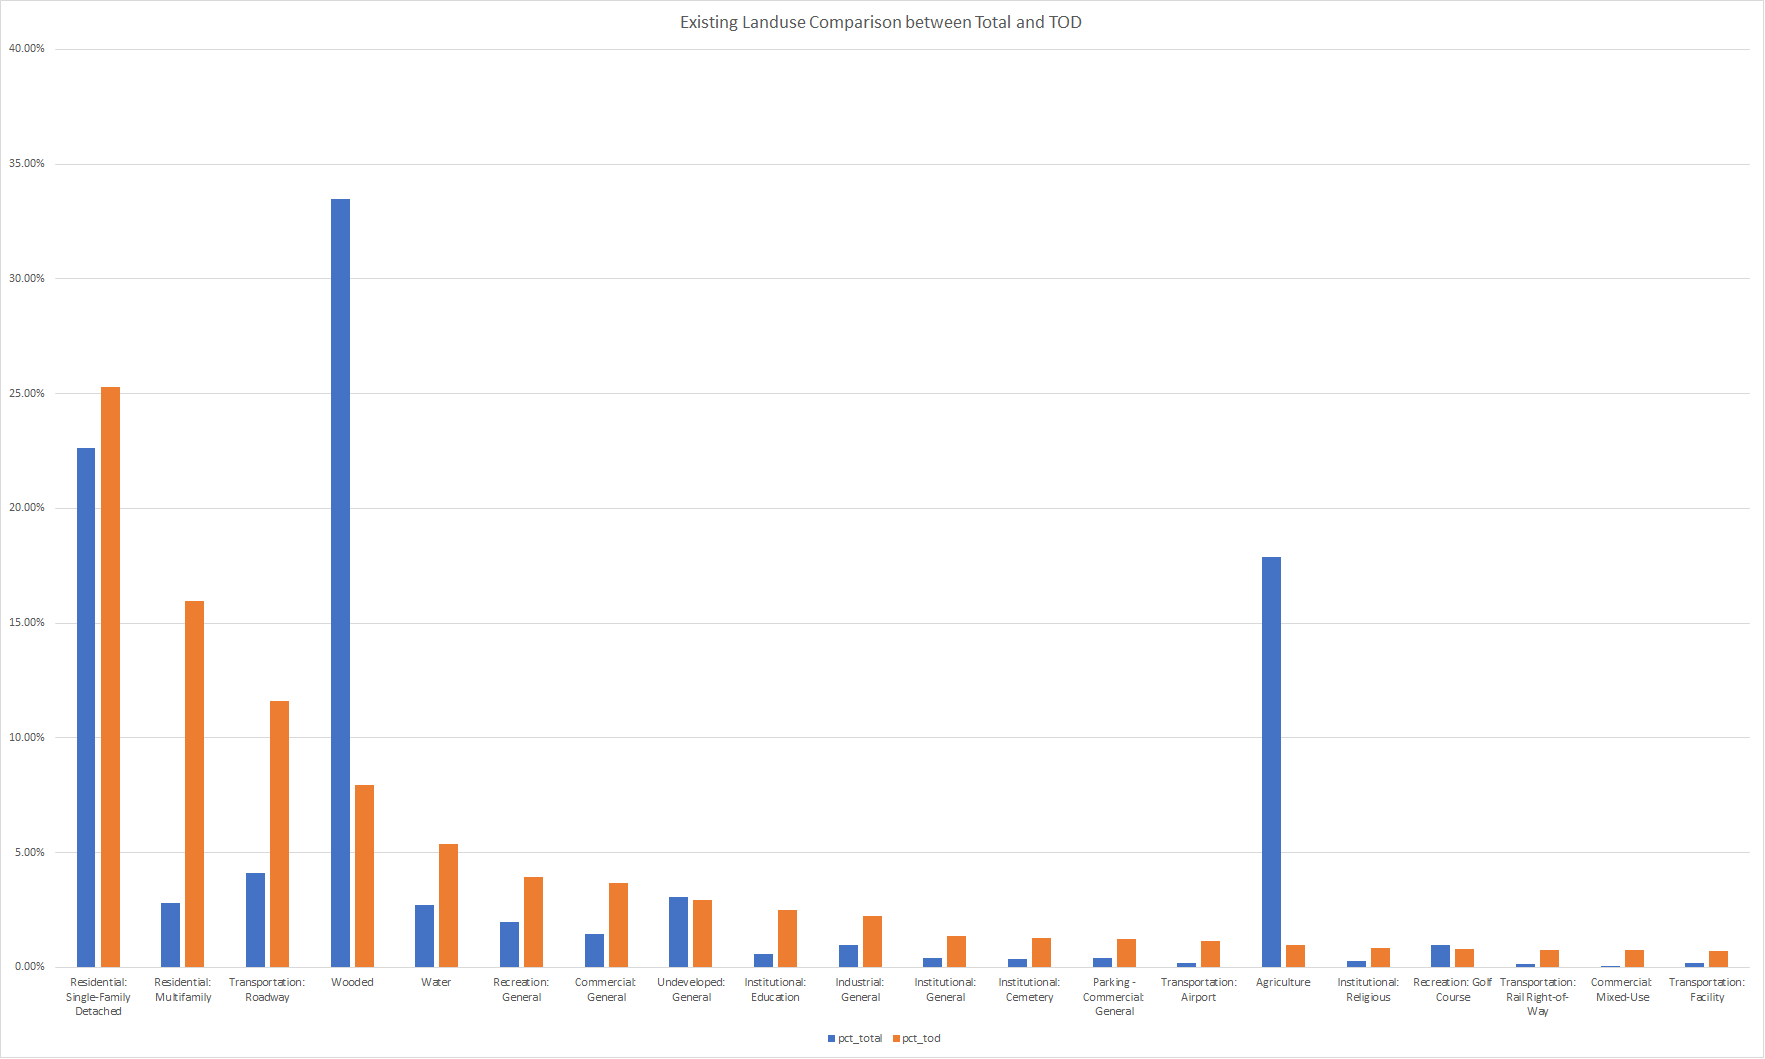 Existing Landuse Comparison between Total and TOD
40.00%
35.00%
30.00%
25.00%
20.00%
15.00%
10.00%
5.00%
0.00%
Residential:
Single-Family
Detached
Residential:
Multifamily
Transportation:
Roadway
Wooded
Water
Recreation:
General
Commercial:
General
Undeveloped:
General
Institutional:
Education
Industrial:
General
Institutional:
General
Institutional:
Cemetery
Parking -
Commercial:
General
Transportation:
Airport
Agriculture
Institutional:
Religious
Recreation: Golf
Course
Transportation:
Rail Right-of-
Way
Commercial:
Mixed-Use
Transportation:
Facility
pct_total
pct_tod